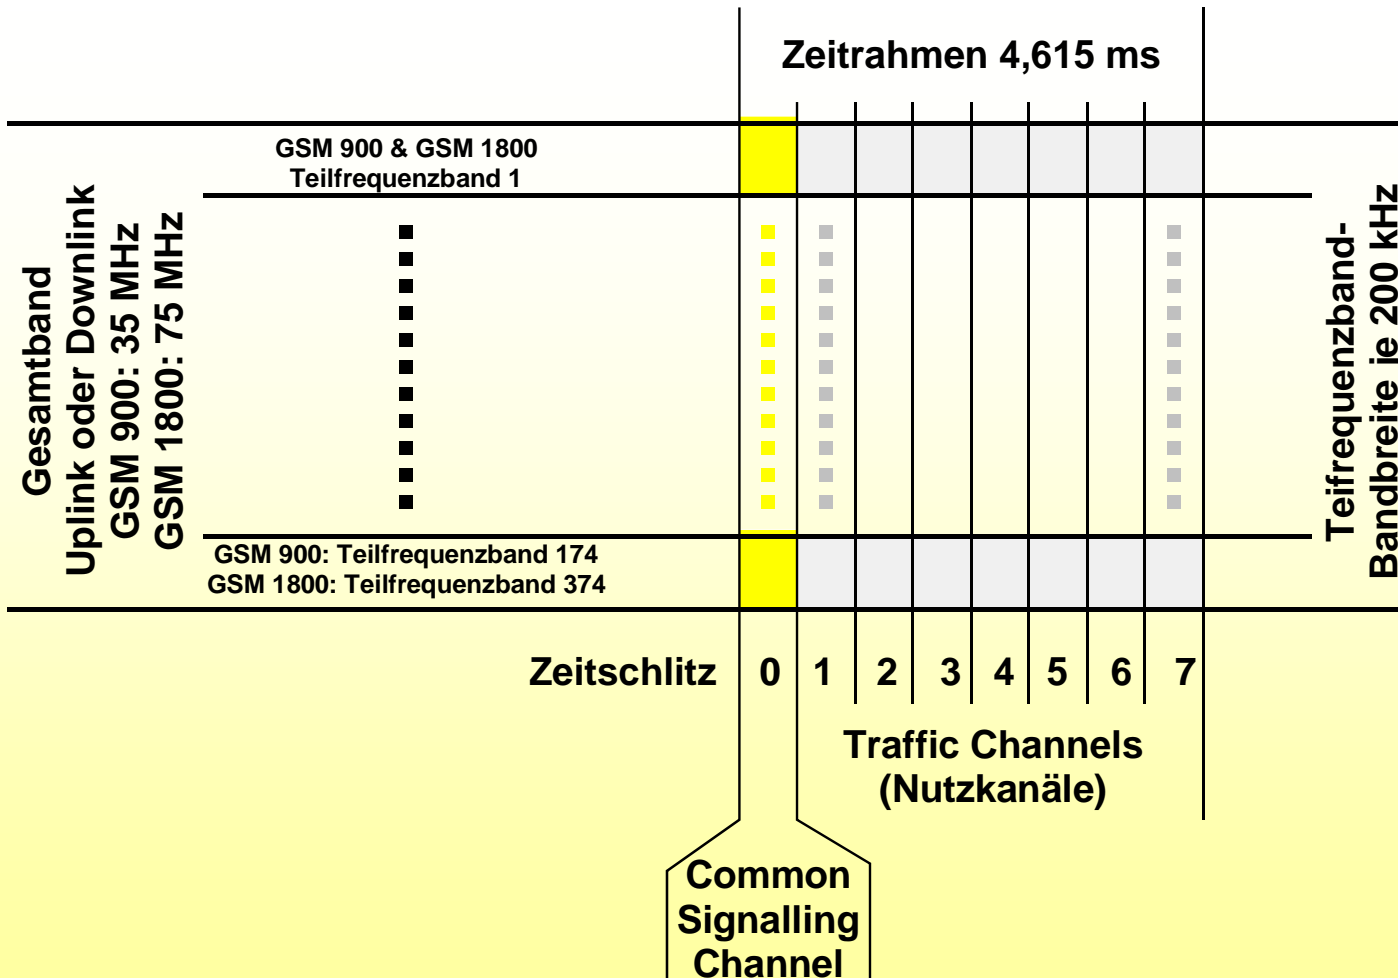 Zeitrahmen 4,615 ms
GSM 900 & GSM 1800
Teilfrequenzband 1
Gesamtband
Uplink oder Downlink
GSM 900: 35 MHz
GSM 1800: 75 MHz
Teifrequenzband-
Bandbreite je 200 kHz
GSM 900: Teilfrequenzband 174
GSM 1800: Teilfrequenzband 374
Zeitschlitz 0 1 2 3 4 5 6 7
Traffic Channels
(Nutzkanäle)
Common
Signalling
Channel